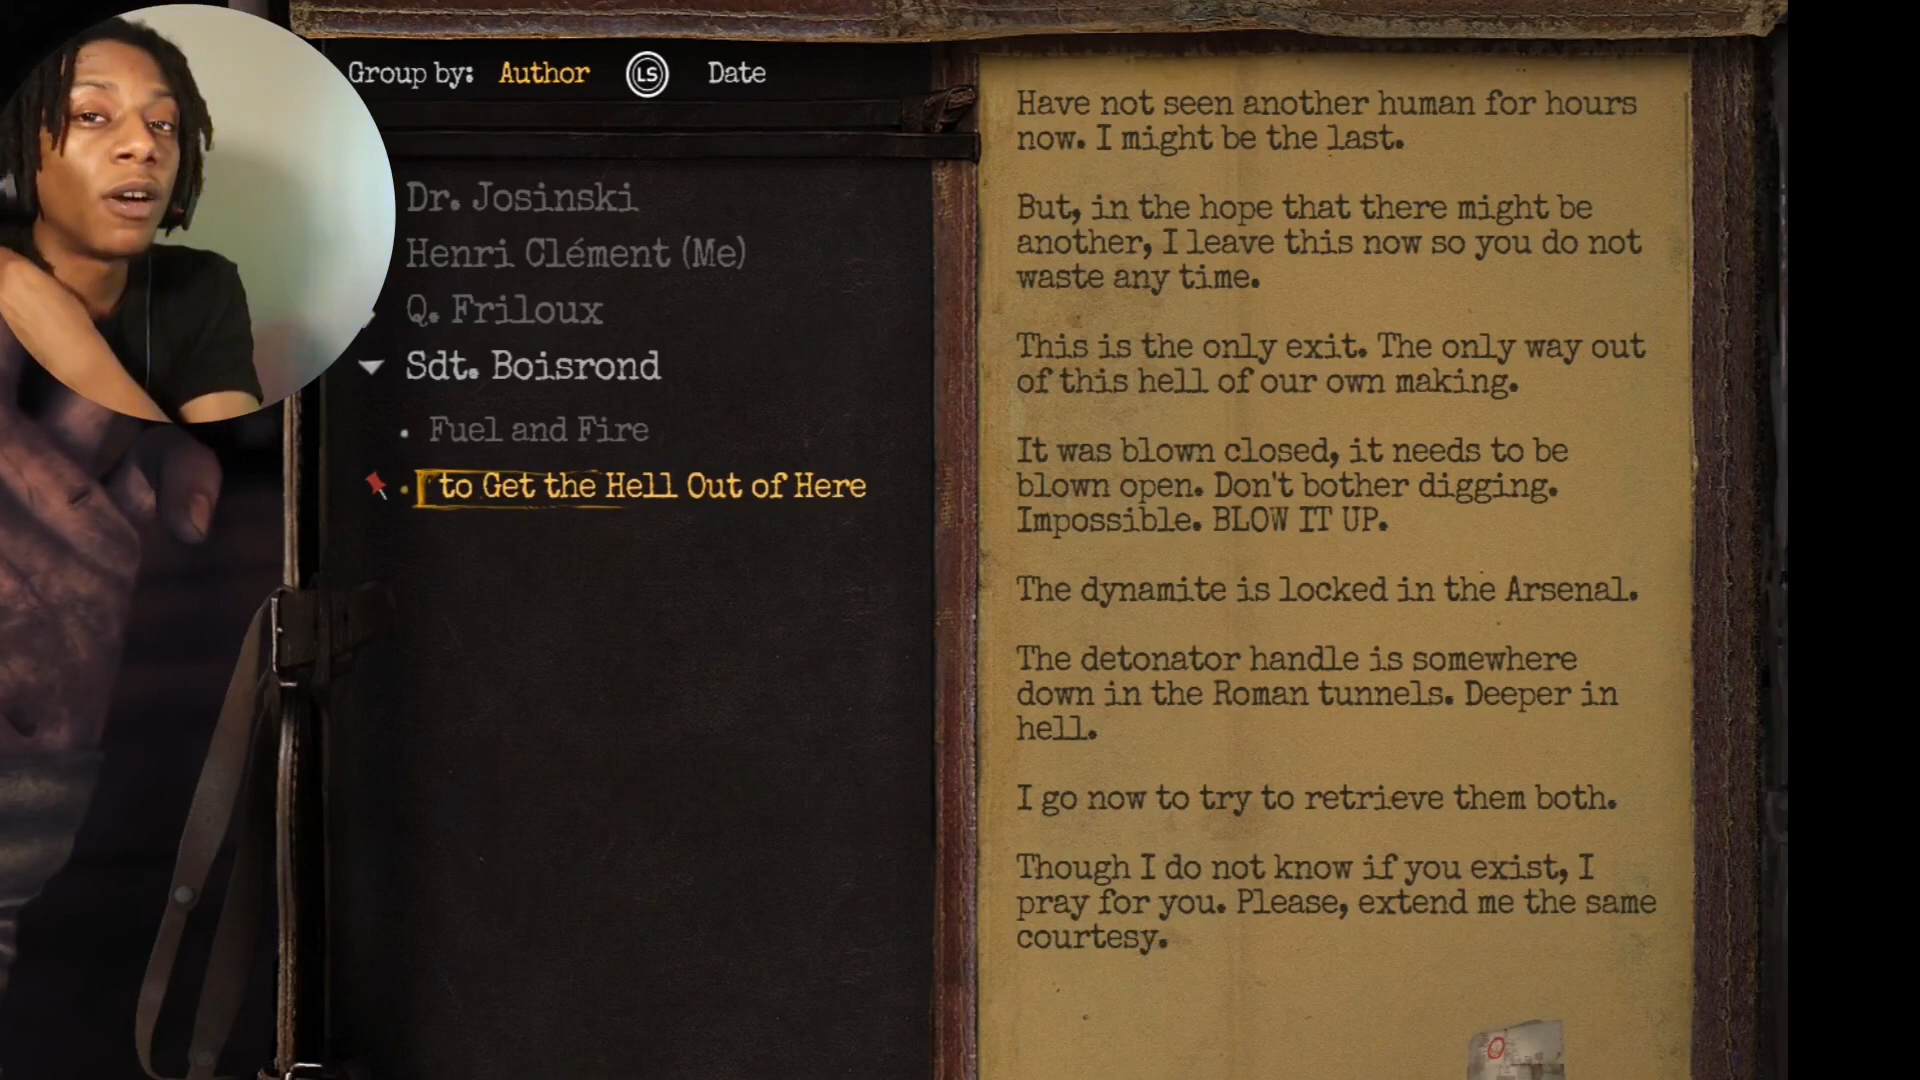 Group by: Author LS Date
Dr. Josinski
Henri Clément (Me)
Q. Friloux
Sdt. Boisrond
Fuel and Fire
to Get the Hell Out of Here
Have not seen another human for hours
now. I might be the last.
But, in the hope that there might be
another, I leave this now so you do not
waste any time.
This is the only exit. The only way out
of this hell of our own making.
It was blown closed, it needs to be
blown open. Don't bother digging.
Impossible. BLOW IT UP.
The dynamite is locked in the Arsenal.
The detonator handle is somewhere
down in the Roman tunnels. Deeper in
hell.
I go now to try to retrieve them both.
Though I do not know if you exist, I
pray for you. Please, extend me the same
courtesy.